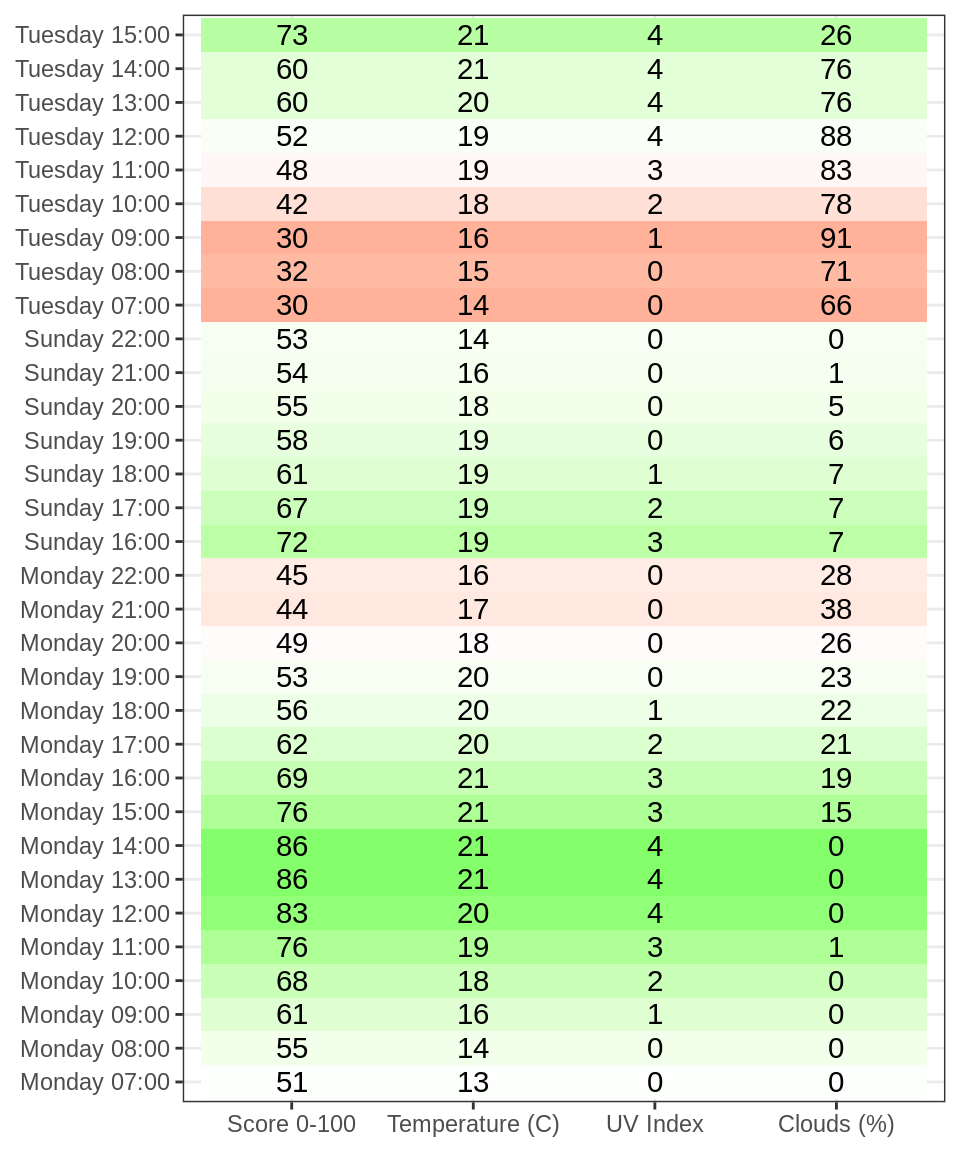 Tuesday 15:00 73 21 4 26
Tuesday 14:00 60 21 4 76
Tuesday 13:00 60 20 4 76
Tuesday 12:00 52 19 4 88
Tuesday 11:00 48 19 3 83
Tuesday 10:00 42 18 2 78
Tuesday 09:00 30 16 1 91
Tuesday 08:00 32 15 0 71
Tuesday 07:00 30 14 0 66
Sunday 22:00 53 14 0 0
Sunday 21:00 54 16 0 1
Sunday 20:00 55 18 0 5
Sunday 19:00 58 19 0 6
Sunday 18:00 61 19 1 7
Sunday 17:00 67 19 2 7
Sunday 16:00 72 19 3 7
Monday 22:00 45 16 0 28
Monday 21:00 44 17 0 38
Monday 20:00 49 18 0 26
Monday 19:00 53 20 0 23
Monday 18:00 56 20 1 22
Monday 17:00 62 20 2 21
Monday 16:00 69 21 3 19
Monday 15:00 76 21 3 15
Monday 14:00 86 21 4 0
Monday 13:00 86 21 4 0
Monday 12:00 83 20 4 0
Monday 11:00 76 19 3 1
Monday 10:00 68 18 2 0
Monday 09:00 61 16 1 0
Monday 08:00 55 14 0 0
Monday 07:00 51 13 0 0
Score 0-100 Temperature (C) UV Index Clouds (%)